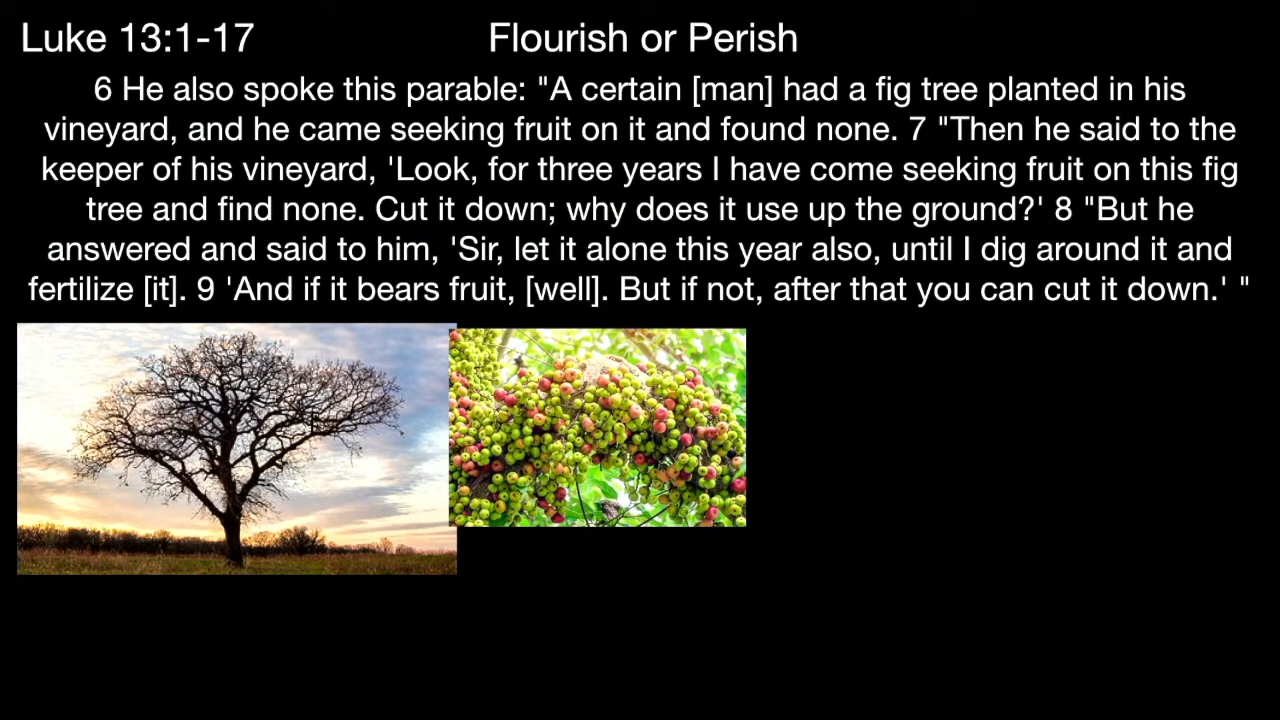 Luke 13:1-17 Flourish or Perish
6 He also spoke this parable: "A certain [man] had a fig tree planted in his
vineyard, and he came seeking fruit on it and found none. 7 "Then he said to the
keeper of his vineyard, 'Look, for three years I have come seeking fruit on this fig
tree and find none. Cut it down; why does it use up the ground?' 8 "But he
answered and said to him, 'Sir, let it alone this year also, until I dig around it and
fertilize [it]. 9 'And if it bears fruit, [well]. But if not, after that you can cut it down.' "